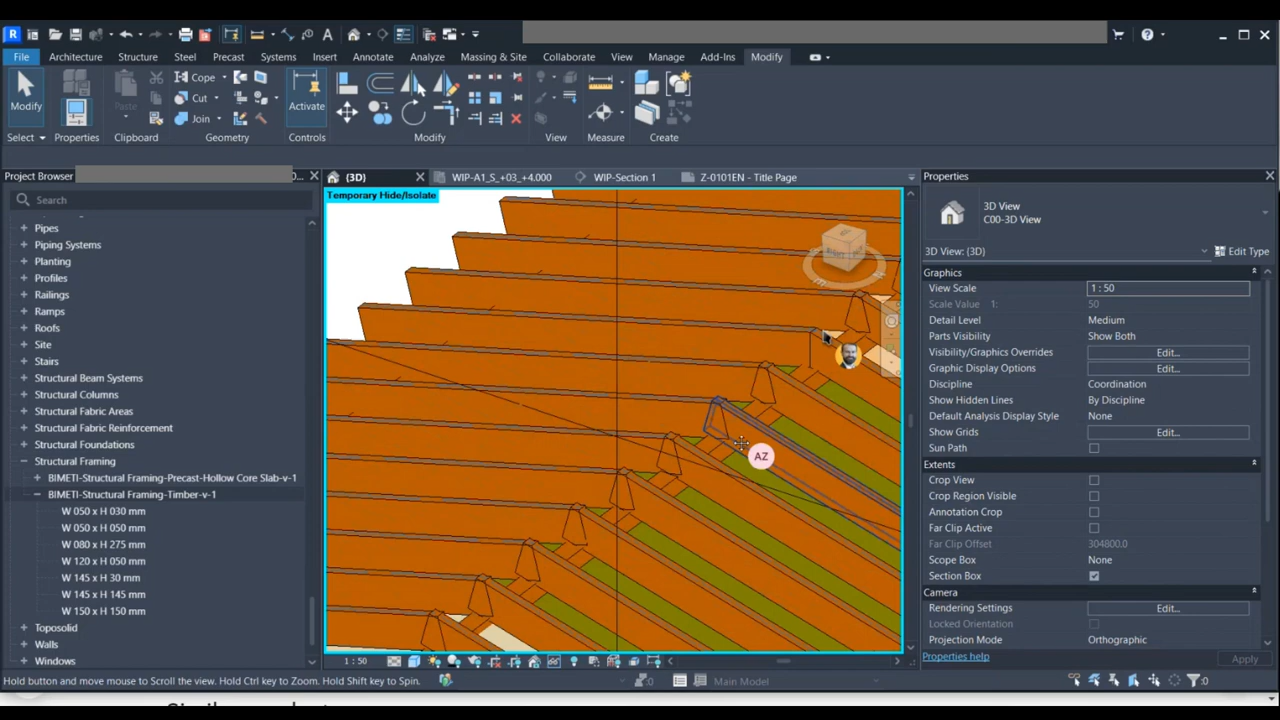 R
A
File
Architecture
Structure
Steel
Precast
Systems
Insert
Annotate
Analyze
Massing & Site
Collaborate
View
Manage
Add-Ins
Modify
Modify
Paste
Cope
Cut
Join
Activate
Select
Properties
Clipboard
Geometry
Controls
Modify
View
Measure
Create
Project Browser
0...
(3D)
WIP-A1_S_+03_+4.000
WIP-Section 1
Z-0101EN - Title Page
Properties
Search
Pipes
Piping Systems
Planting
Profiles
Railings
Ramps
Roofs
Site
Stairs
Structural Beam Systems
Structural Columns
Structural Fabric Areas
Structural Fabric Reinforcement
Structural Foundations
Structural Framing
BIMETI-Structural Framing-Precast-Hollow Core Slab-v-1
BIMETI-Structural Framing-Timber-v-1
W 050 x H 030 mm
W 050 x H 050 mm
W 080 x H 275 mm
W 120 x H 050 mm
W 145 x H 30 mm
W 145 x H 145 mm
W 150 x H 150 mm
Toposolid
Walls
Windows
Temporary Hide/Isolate
AZ
3D View
C00-3D View
3D View: {3D}
Edit Type
Graphics
View Scale 1 : 50
Scale Value 1: 50
Detail Level Medium
Parts Visibility Show Both
Visibility/Graphics Overrides Edit...
Graphic Display Options Edit...
Discipline Coordination
Show Hidden Lines By Discipline
Default Analysis Display Style None
Show Grids Edit...
Sun Path
Extents
Crop View
Crop Region Visible
Annotation Crop
Far Clip Active
Far Clip Offset 304800.0
Scope Box None
Section Box
Camera
Rendering Settings Edit...
Locked Orientation
Projection Mode Orthographic
Properties help
Apply
1 : 50
Hold button and move mouse to Scroll the view. Hold Ctrl key to Zoom. Hold Shift key to Spin.
:0
Main Model
:0